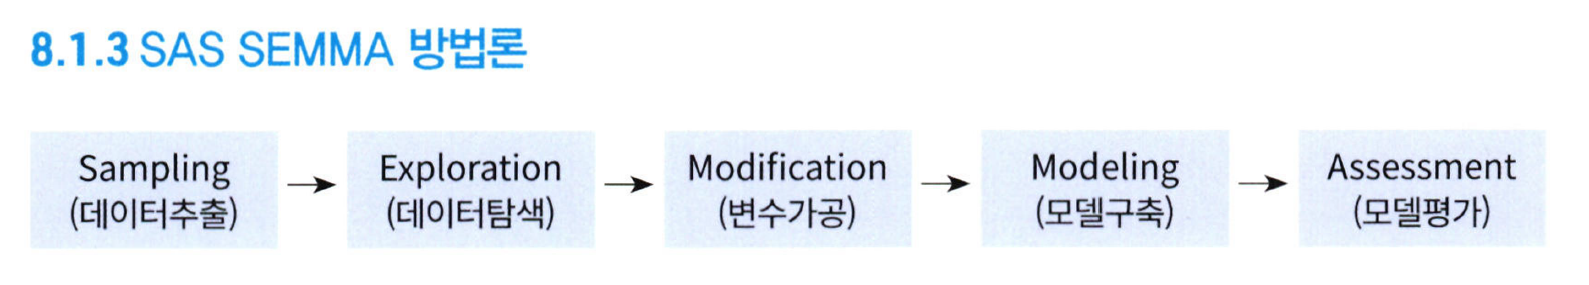 8.1.3 SAS SEMMA 방법론
Sampling
(데이터추출)
Exploration
(데이터탐색)
Modification
(변수가공)
Modeling
(모델구축)
Assessment
(모델평가)